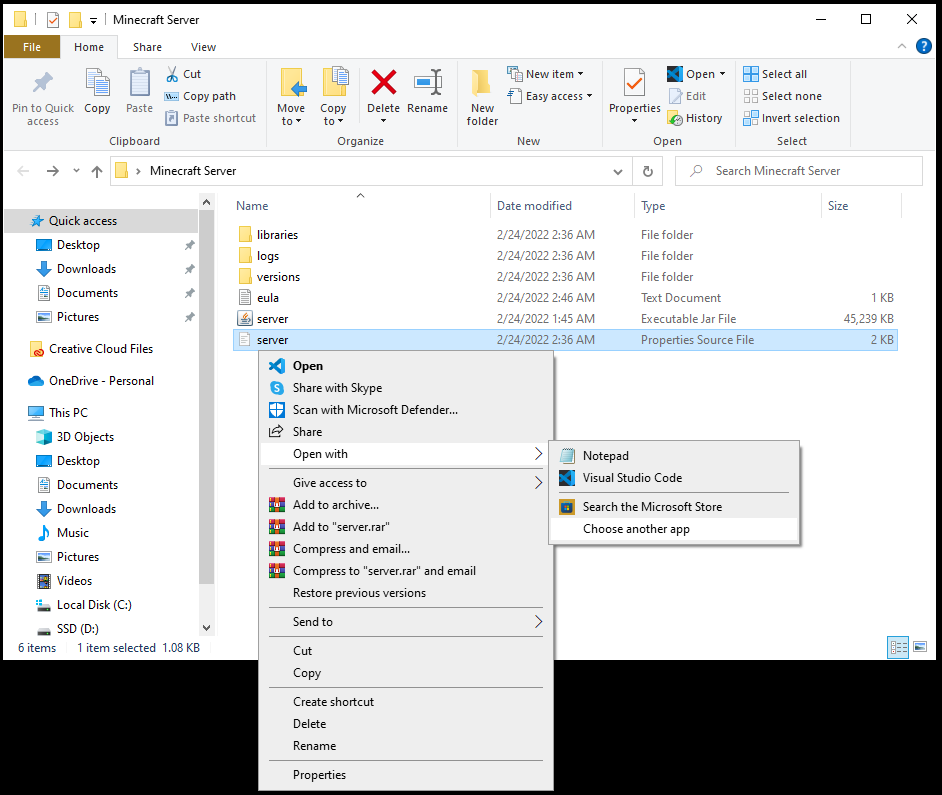 Minecraft Server
File Home Share View
Pin to Quick access
Copy
Paste
Cut
Copy path
Paste shortcut
Clipboard
Move to
Copy to
Delete
Rename
Organize
New folder
New item
Easy access
New
Properties
Open
Edit
History
Open
Select all
Select none
Invert selection
Select
Minecraft Server
Search Minecraft Server
Quick access
Desktop
Downloads
Documents
Pictures
Creative Cloud Files
OneDrive - Personal
This PC
3D Objects
Desktop
Documents
Downloads
Music
Pictures
Videos
Local Disk (C:)
SSD (D:)
Name Date modified Type Size
libraries 2/24/2022 2:36 AM File folder
logs 2/24/2022 2:36 AM File folder
versions 2/24/2022 2:36 AM File folder
eula 2/24/2022 2:46 AM Text Document 1 KB
server 2/24/2022 1:45 AM Executable Jar File 45,239 KB
server 2/24/2022 2:36 AM Properties Source File 2 KB
Open
Share with Skype
Scan with Microsoft Defender...
Share
Open with
Give access to
Add to archive...
Add to "server.rar"
Compress and email...
Compress to "server.rar" and email
Restore previous versions
Send to
Cut
Copy
Create shortcut
Delete
Rename
Properties
Notepad
Visual Studio Code
Search the Microsoft Store
Choose another app
6 items 1 item selected 1.08 KB